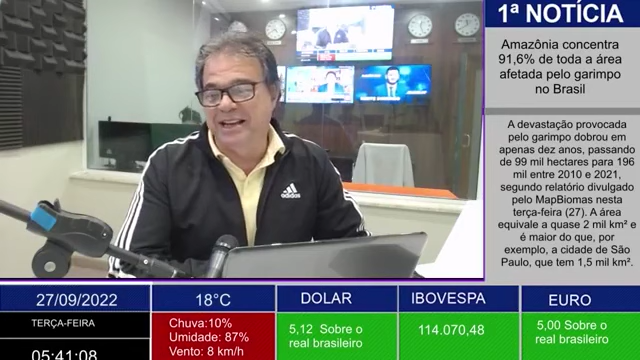 1ª NOTÍCIA
Amazônia concentra
91,6% de toda a área
afetada pelo garimpo
no Brasil
A devastação provocada
pelo garimpo dobrou em
apenas dez anos, passando
de 99 mil hectares para 196
mil entre 2010 e 2021,
segundo relatório divulgado
pelo MapBiomas nesta
terça-feira (27). A área
equivale a quase 2 mil km² e
é maior do que, por
exemplo, a cidade de São
Paulo, que tem 1,5 mil km².
adidas
27/09/2022
TERÇA-FEIRA
05:41:08
18°C
Chuva:10%
Umidade: 87%
Vento: 8 km/h
DOLAR
5,12 Sobre o
real brasileiro
IBOVESPA
114.070,48
EURO
5,00 Sobre o
real brasileiro